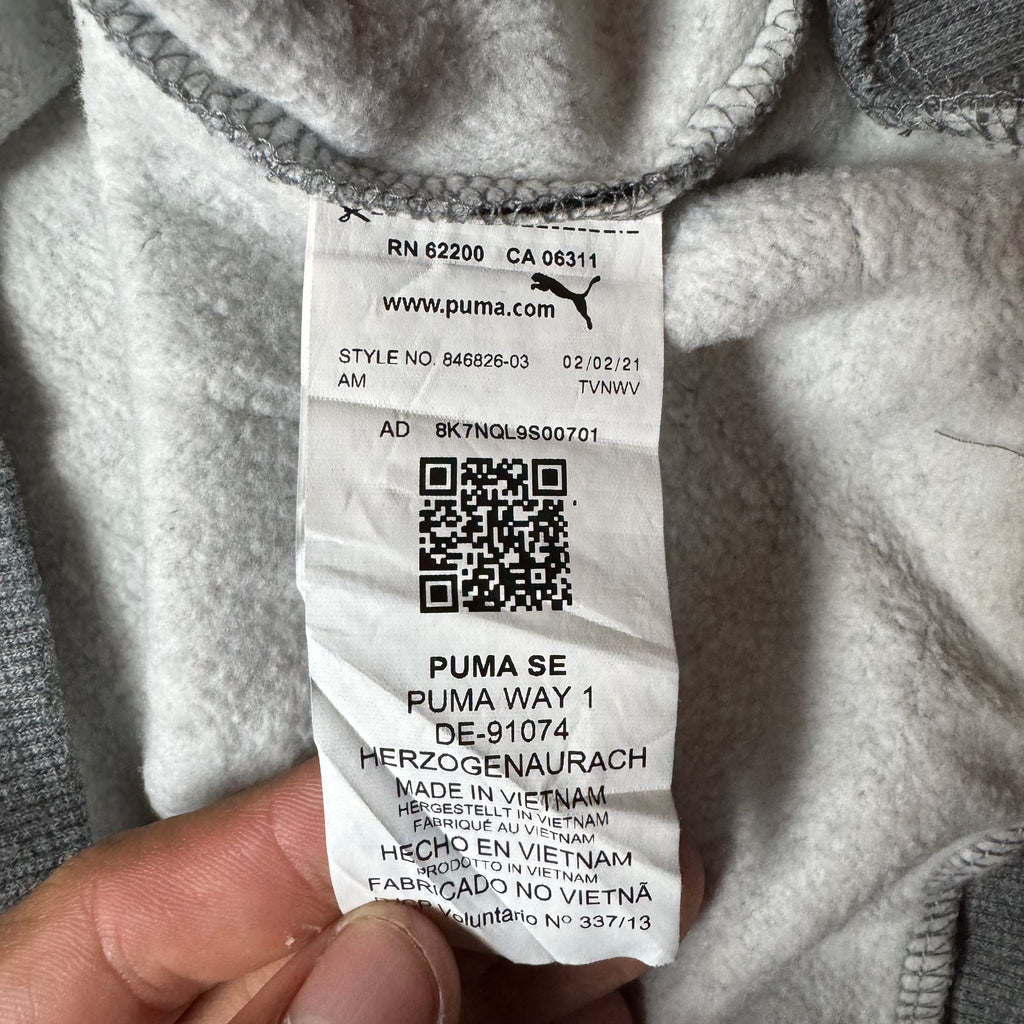 RN 62200 CA 06311
www.puma.com
STYLE NO. 846826-03 02/02/21
AM TVNWV
AD 8K7NQL9S00701
PUMA SE
PUMA WAY 1
DE-91074
HERZOGENAURACH
MADE IN VIETNAM
HERGESTELLT IN VIETNAM
FABRIQUÉ AU VIETNAM
HECHO EN VIETNAM
PRODOTTO IN VIETNAM
FABRICADO NO VIETNÃ
Voluntario Nº 337/13